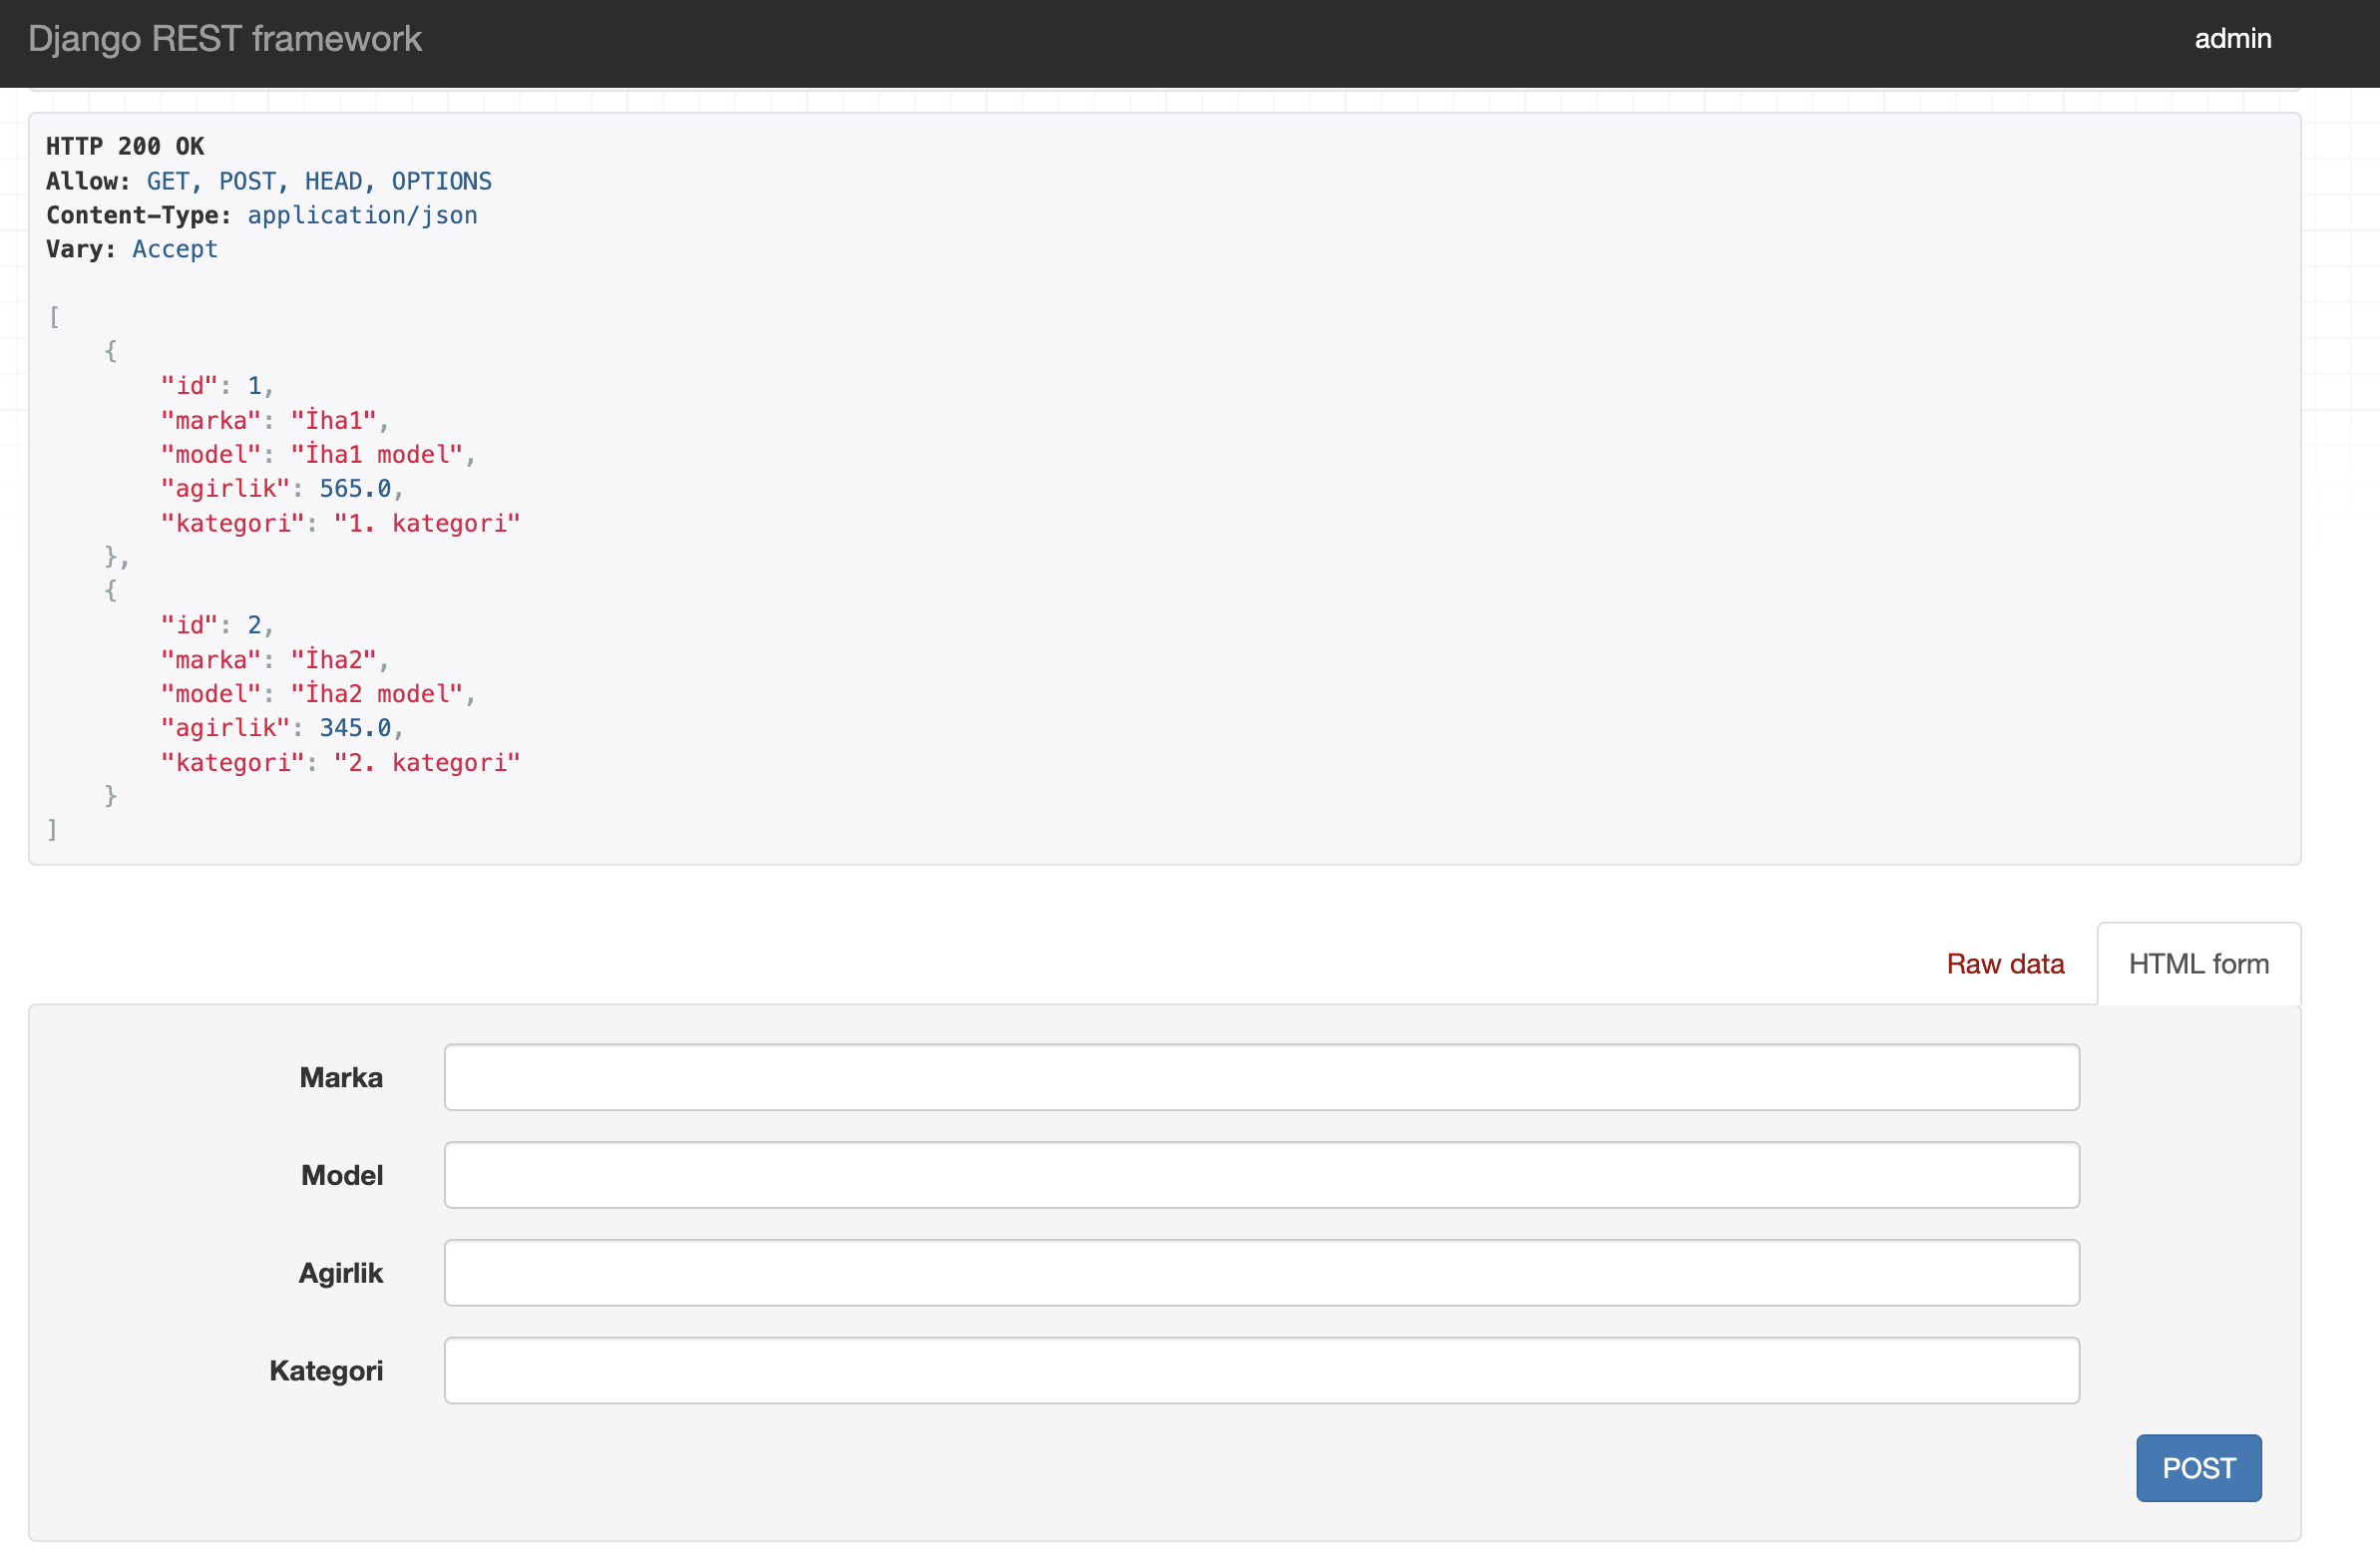 Django REST framework
admin
HTTP 200 OK
Allow: GET, POST, HEAD, OPTIONS
Content-Type: application/json
Vary: Accept
[
    {
        "id": 1,
        "marka": "İha1",
        "model": "İha1 model",
        "agirlik": 565.0,
        "kategori": "1. kategori"
    },
    {
        "id": 2,
        "marka": "İha2",
        "model": "İha2 model",
        "agirlik": 345.0,
        "kategori": "2. kategori"
    }
]
Raw data
HTML form
Marka
Model
Agirlik
Kategori
POST